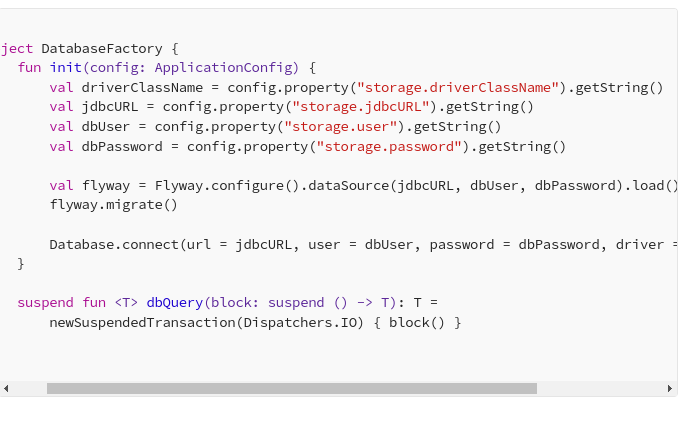 ject DatabaseFactory {
fun init(config: ApplicationConfig) {
val driverClassName = config.property("storage.driverClassName").getString()
val jdbcURL = config.property("storage.jdbcURL").getString()
val dbUser = config.property("storage.user").getString()
val dbPassword = config.property("storage.password").getString()
val flyway = Flyway.configure().dataSource(jdbcURL, dbUser, dbPassword).load()
flyway.migrate()
Database.connect(url = jdbcURL, user = dbUser, password = dbPassword, driver =
}
suspend fun <T> dbQuery(block: suspend () -> T): T =
newSuspendedTransaction(Dispatchers.IO) { block() }